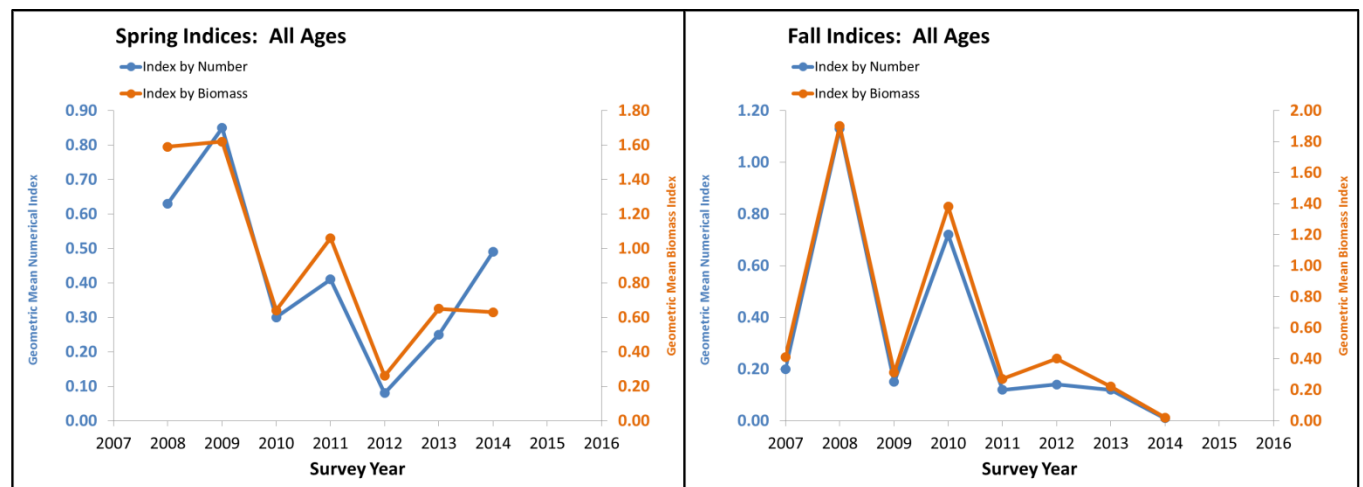 Spring Indices: All Ages
Index by Number
Index by Biomass
Geometric Mean Numerical Index
0.90
0.80
0.70
0.60
0.50
0.40
0.30
0.20
0.10
0.00
1.80
1.60
1.40
1.20
1.00
0.80
0.60
0.40
0.20
0.00
Geometric Mean Biomass Index
2007 2008 2009 2010 2011 2012 2013 2014 2015 2016
Survey Year
Fall Indices: All Ages
Index by Number
Index by Biomass
Geometric Mean Numerical Index
1.20
1.00
0.80
0.60
0.40
0.20
0.00
2.00
1.80
1.60
1.40
1.20
1.00
0.80
0.60
0.40
0.20
0.00
Geometric Mean Biomass Index
2007 2008 2009 2010 2011 2012 2013 2014 2015 2016
Survey Year